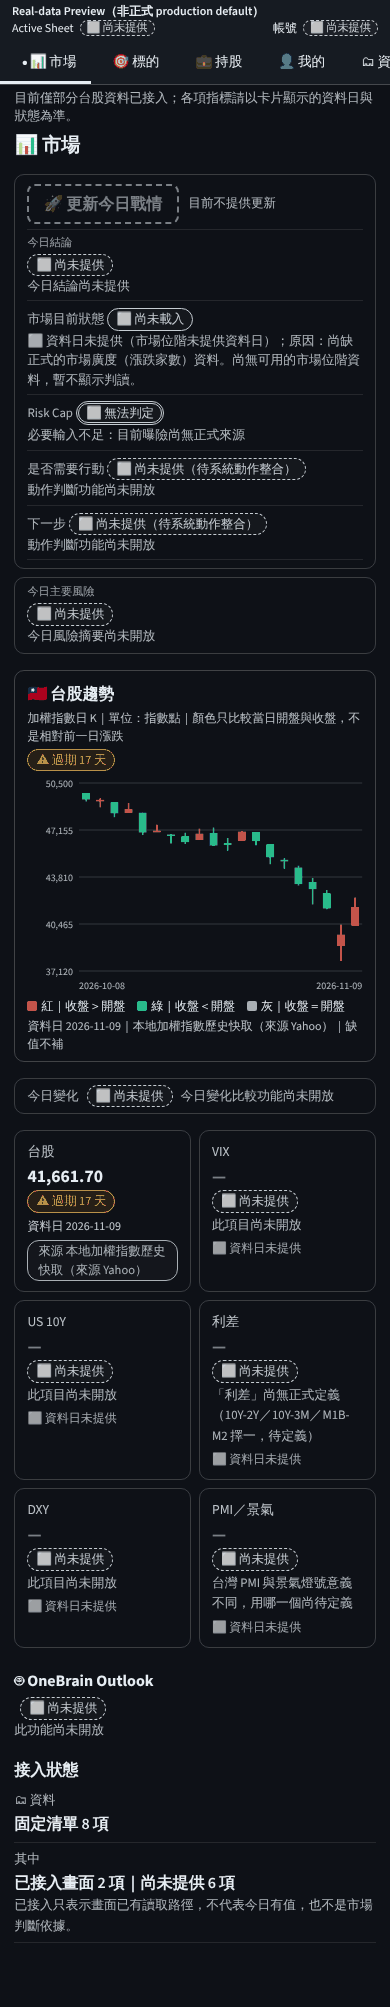 Real-data Preview（非正式 production default）
Active Sheet 尚未提供 帳號 尚未提供
市場 標的 持股 我的
目前僅部分台股資料已接入；各項指標請以卡片顯示的資料日與
狀態為準。
市場
更新今日戰情 目前不提供更新
今日結論
尚未提供
今日結論尚未提供
市場目前狀態 尚未載入
資料日未提供（市場位階未提供資料日）；原因：尚缺
正式的市場廣度（漲跌家數）資料。尚無可用的市場位階資
料，暫不顯示判讀。
Risk Cap 無法判定
必要輸入不足：目前曝險尚無正式來源
是否需要行動 尚未提供（待系統動作整合）
動作判斷功能尚未開放
下一步 尚未提供（待系統動作整合）
動作判斷功能尚未開放
今日主要風險
尚未提供
今日風險摘要尚未開放
台股趨勢
加權指數日 K｜單位：指數點｜顏色只比較當日開盤與收盤，不
是相對前一日漲跌
過期 17 天
50,500
47,155
43,810
40,465
37,120
2026-10-08 2026-11-09
紅｜收盤＞開盤 綠｜收盤＜開盤 灰｜收盤＝開盤
資料日 2026-11-09｜本地加權指數歷史快取（來源 Yahoo）｜缺
值不補
今日變化 尚未提供 今日變化比較功能尚未開放
台股
41,661.70
過期 17 天
資料日 2026-11-09
來源 本地加權指數歷史
快取（來源 Yahoo）
VIX
—
尚未提供
此項目尚未開放
資料日未提供
US 10Y
—
尚未提供
此項目尚未開放
資料日未提供
利差
—
尚未提供
「利差」尚無正式定義
（10Y-2Y／10Y-3M／M1B-
M2 擇一，待定義）
資料日未提供
DXY
—
尚未提供
此項目尚未開放
資料日未提供
PMI／景氣
—
尚未提供
台灣 PMI 與景氣燈號意義
不同，用哪一個尚待定義
資料日未提供
OneBrain Outlook
尚未提供
此功能尚未開放
接入狀態
資料
固定清單 8 項
其中
已接入畫面 2 項｜尚未提供 6 項
已接入只表示畫面已有讀取路徑，不代表今日有值，也不是市場
判斷依據。